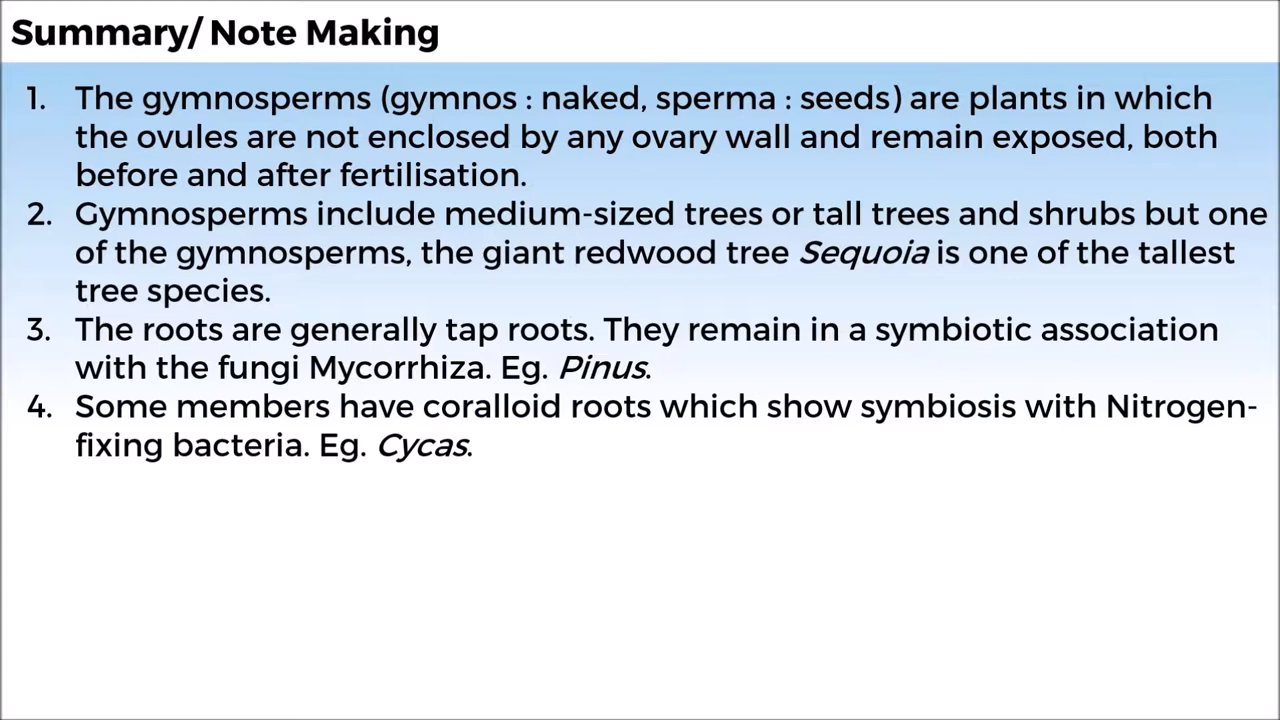 Summary/ Note Making
1. The gymnosperms (gymnos : naked, sperma : seeds) are plants in which
the ovules are not enclosed by any ovary wall and remain exposed, both
before and after fertilisation.
2. Gymnosperms include medium-sized trees or tall trees and shrubs but one
of the gymnosperms, the giant redwood tree Sequoia is one of the tallest
tree species.
3. The roots are generally tap roots. They remain in a symbiotic association
with the fungi Mycorrhiza. Eg. Pinus.
4. Some members have coralloid roots which show symbiosis with Nitrogen-
fixing bacteria. Eg. Cycas.